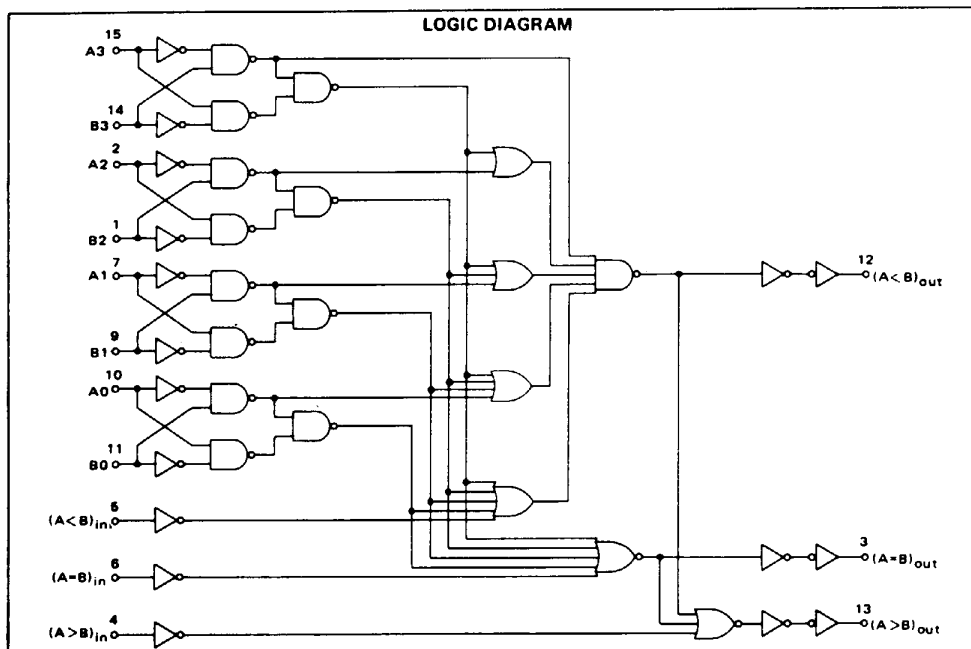 LOGIC DIAGRAM
15
A3
14
B3
2
A2
1
B2
7
A1
9
B1
10
A0
11
B0
5
(A<B)in
6
(A=B)in
4
(A>B)in
12
(A<B)out
3
(A=B)out
13
(A>B)out